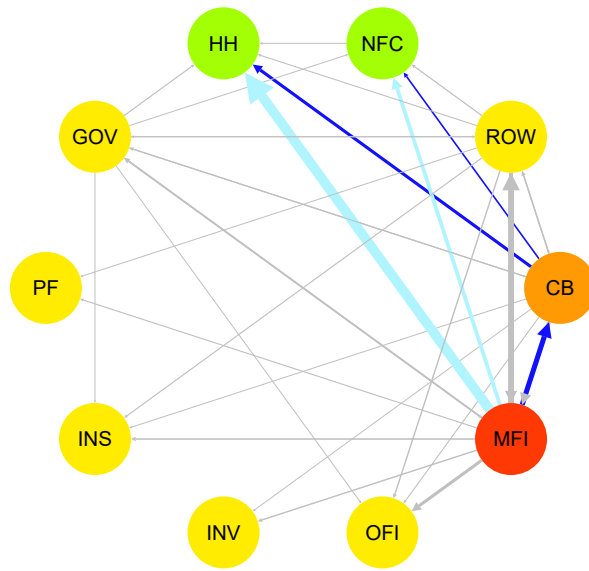 HH
NFC
GOV
ROW
PF
CB
INS
MFI
INV
OFI